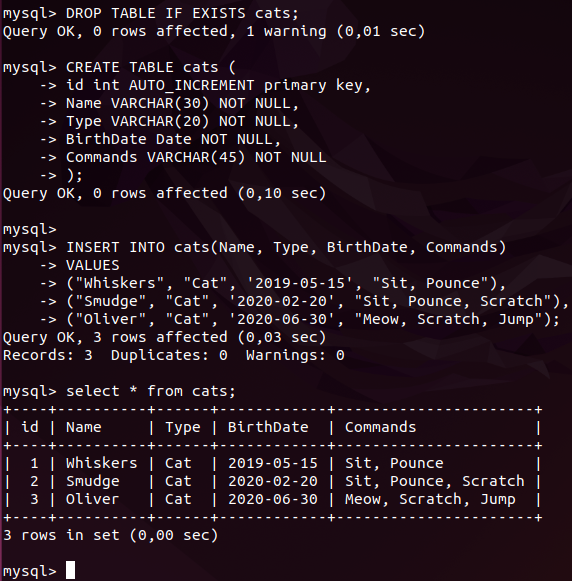 mysql> DROP TABLE IF EXISTS cats;
Query OK, 0 rows affected, 1 warning (0,01 sec)
mysql> CREATE TABLE cats (
    -> id int AUTO_INCREMENT primary key,
    -> Name VARCHAR(30) NOT NULL,
    -> Type VARCHAR(20) NOT NULL,
    -> BirthDate Date NOT NULL,
    -> Commands VARCHAR(45) NOT NULL
    -> );
Query OK, 0 rows affected (0,10 sec)
mysql>
mysql> INSERT INTO cats(Name, Type, BirthDate, Commands)
    -> VALUES
    -> ("Whiskers", "Cat", '2019-05-15', "Sit, Pounce"),
    -> ("Smudge", "Cat", '2020-02-20', "Sit, Pounce, Scratch"),
    -> ("Oliver", "Cat", '2020-06-30', "Meow, Scratch, Jump");
Query OK, 3 rows affected (0,03 sec)
Records: 3  Duplicates: 0  Warnings: 0
mysql> select * from cats;
+----+----------+------+------------+----------------------+
| id | Name     | Type | BirthDate  | Commands             |
+----+----------+------+------------+----------------------+
|  1 | Whiskers | Cat  | 2019-05-15 | Sit, Pounce          |
|  2 | Smudge   | Cat  | 2020-02-20 | Sit, Pounce, Scratch |
|  3 | Oliver   | Cat  | 2020-06-30 | Meow, Scratch, Jump  |
+----+----------+------+------------+----------------------+
3 rows in set (0,00 sec)
mysql>